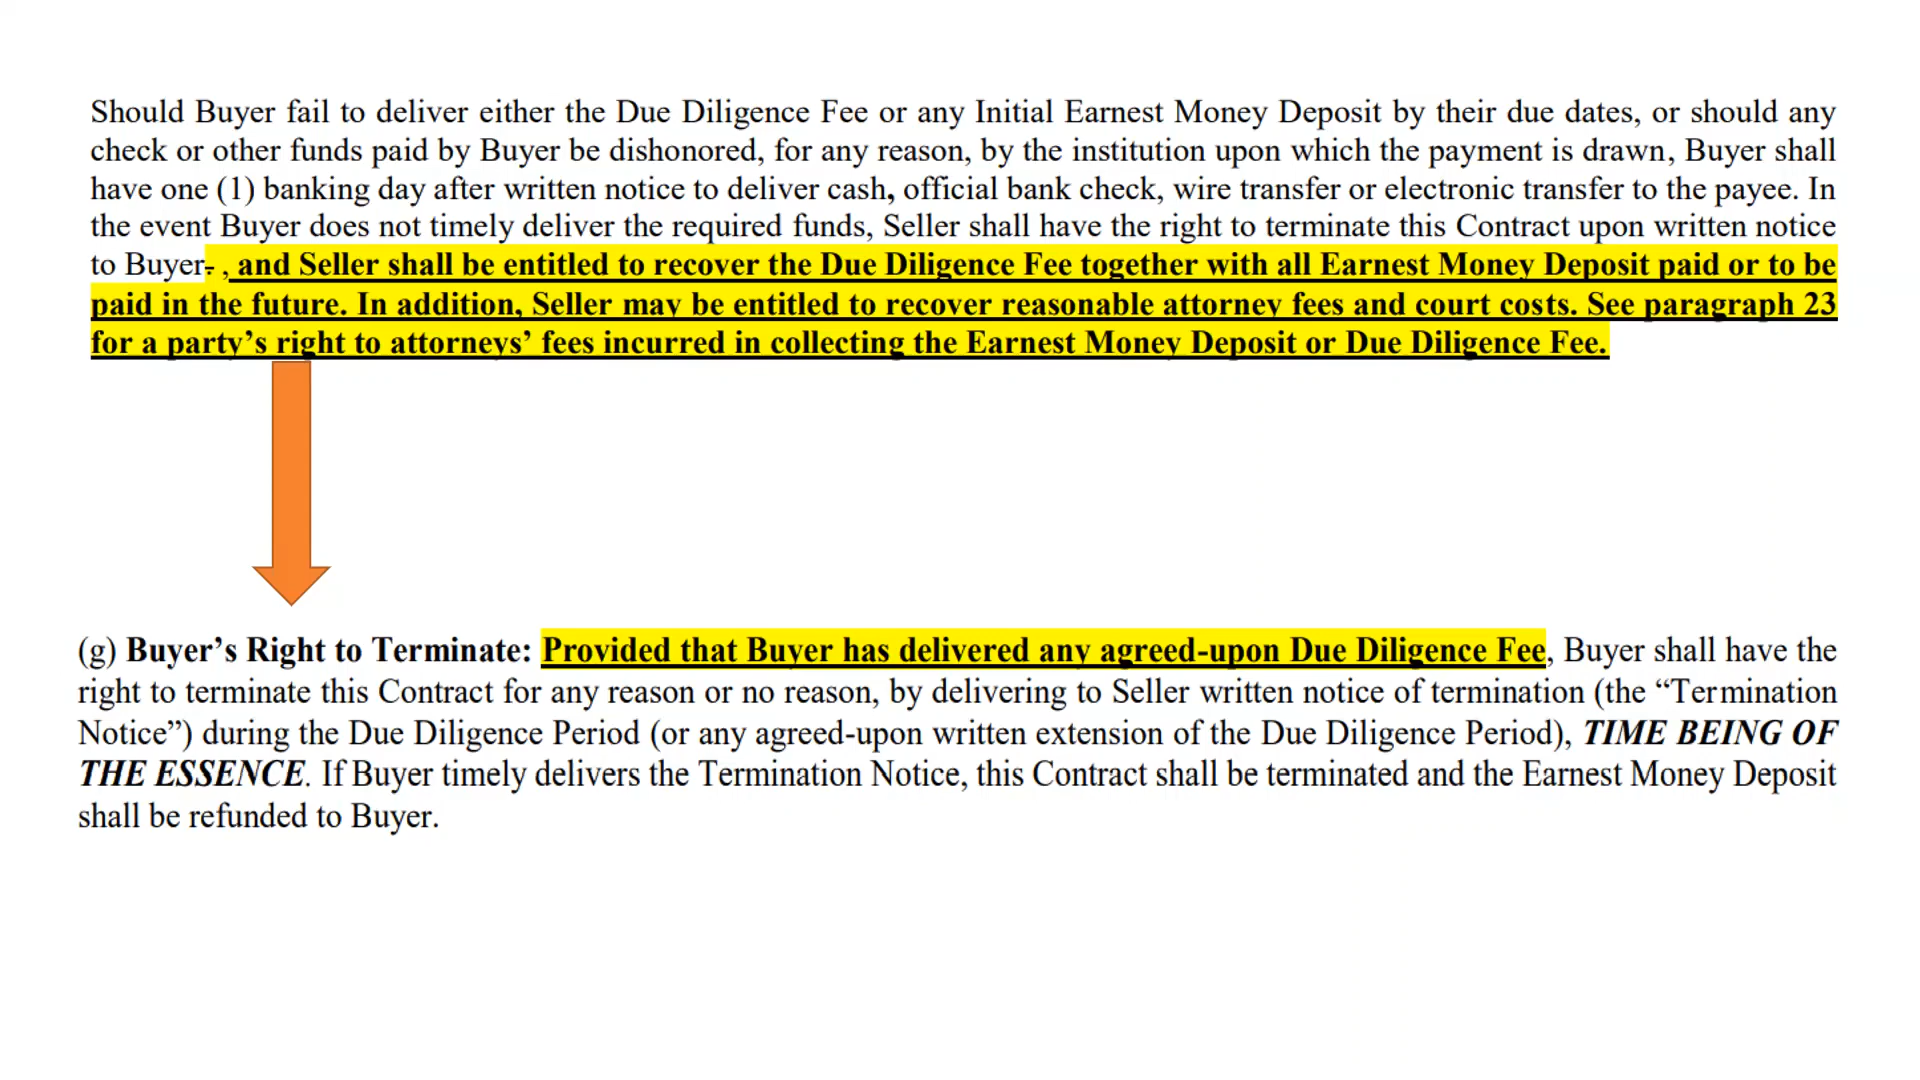 Should Buyer fail to deliver either the Due Diligence Fee or any Initial Earnest Money Deposit by their due dates, or should any
check or other funds paid by Buyer be dishonored, for any reason, by the institution upon which the payment is drawn, Buyer shall
have one (1) banking day after written notice to deliver cash, official bank check, wire transfer or electronic transfer to the payee. In
the event Buyer does not timely deliver the required funds, Seller shall have the right to terminate this Contract upon written notice
to Buyer. , and Seller shall be entitled to recover the Due Diligence Fee together with all Earnest Money Deposit paid or to be
paid in the future. In addition, Seller may be entitled to recover reasonable attorney fees and court costs. See paragraph 23
for a party’s right to attorneys’ fees incurred in collecting the Earnest Money Deposit or Due Diligence Fee.
(g) Buyer’s Right to Terminate: Provided that Buyer has delivered any agreed-upon Due Diligence Fee, Buyer shall have the
right to terminate this Contract for any reason or no reason, by delivering to Seller written notice of termination (the “Termination
Notice”) during the Due Diligence Period (or any agreed-upon written extension of the Due Diligence Period), TIME BEING OF
THE ESSENCE. If Buyer timely delivers the Termination Notice, this Contract shall be terminated and the Earnest Money Deposit
shall be refunded to Buyer.